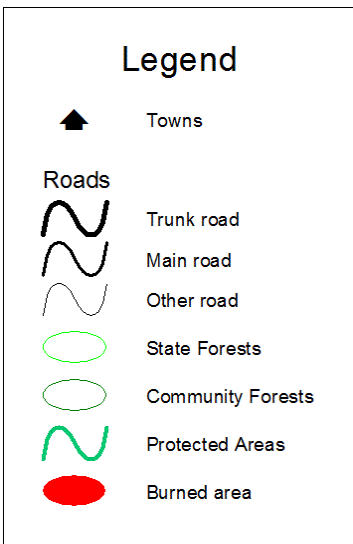 Legend
Towns
Roads
Trunk road
Main road
Other road
State Forests
Community Forests
Protected Areas
Burned area